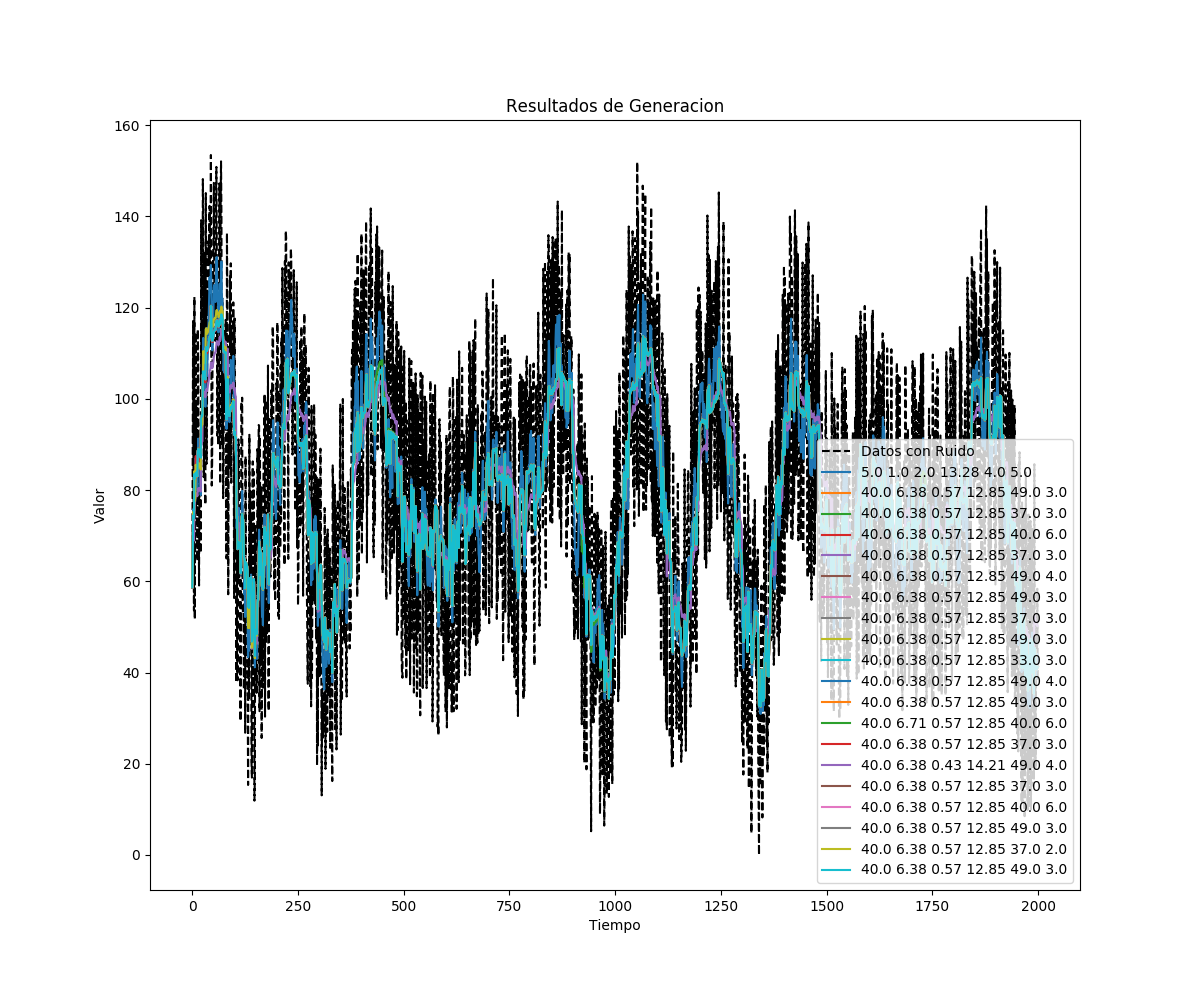 Resultados de Generacion
160
140
120
100
80
60
40
20
0
Valor
0 250 500 750 1000 1250 1500 1750 2000
Tiempo
Datos con Ruido
5.0 1.0 2.0 13.28 4.0 5.0
40.0 6.38 0.57 12.85 49.0 3.0
40.0 6.38 0.57 12.85 37.0 3.0
40.0 6.38 0.57 12.85 40.0 6.0
40.0 6.38 0.57 12.85 37.0 3.0
40.0 6.38 0.57 12.85 49.0 4.0
40.0 6.38 0.57 12.85 49.0 3.0
40.0 6.38 0.57 12.85 37.0 3.0
40.0 6.38 0.57 12.85 49.0 3.0
40.0 6.38 0.57 12.85 33.0 3.0
40.0 6.38 0.57 12.85 49.0 4.0
40.0 6.38 0.57 12.85 49.0 3.0
40.0 6.71 0.57 12.85 40.0 6.0
40.0 6.38 0.57 12.85 37.0 3.0
40.0 6.38 0.43 14.21 49.0 4.0
40.0 6.38 0.57 12.85 37.0 3.0
40.0 6.38 0.57 12.85 40.0 6.0
40.0 6.38 0.57 12.85 49.0 3.0
40.0 6.38 0.57 12.85 37.0 2.0
40.0 6.38 0.57 12.85 49.0 3.0